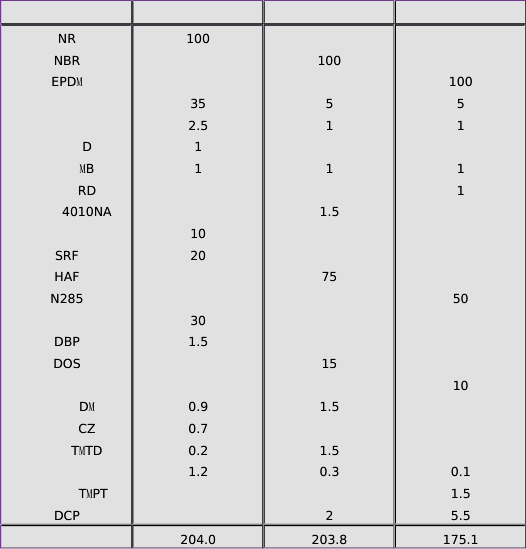 NR 100
NBR 100
EPDM 100
35 5 5
2.5 1 1
D 1
MB 1 1 1
RD 1
4010NA 1.5
10
SRF 20
HAF 75
N285 50
30
DBP 1.5
DOS 15
10
DM 0.9 1.5
CZ 0.7
TMTD 0.2 1.5
1.2 0.3 0.1
TMPT 1.5
DCP 2 5.5
204.0 203.8 175.1